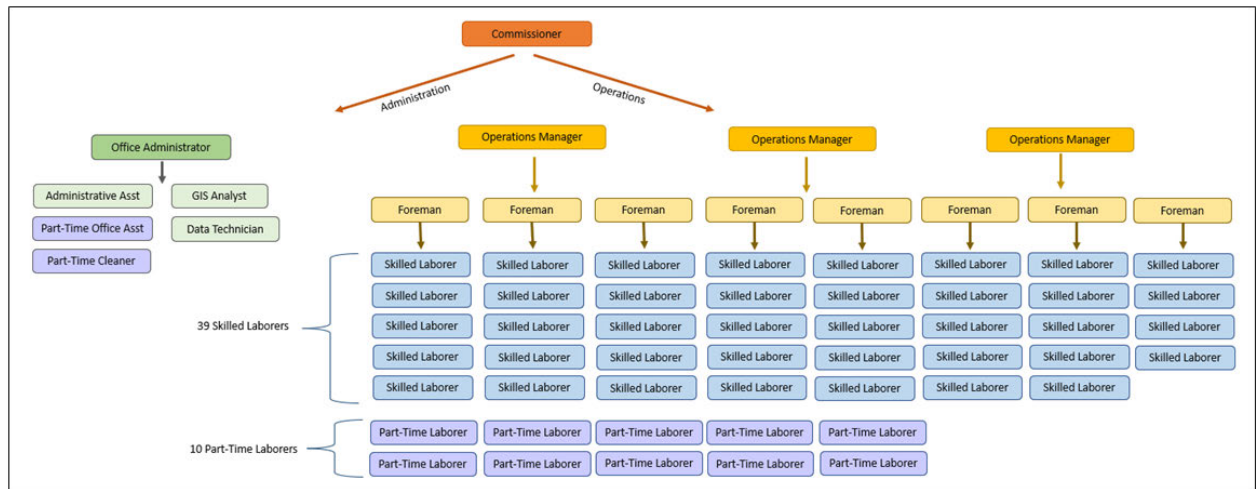 Commissioner
Administration
Operations
Operations Manager
Operations Manager
Operations Manager
Office Administrator
Administrative Asst
GIS Analyst
Part-Time Office Asst
Data Technician
Part-Time Cleaner
Foreman Foreman Foreman Foreman Foreman Foreman Foreman Foreman
Skilled Laborer Skilled Laborer Skilled Laborer Skilled Laborer Skilled Laborer Skilled Laborer Skilled Laborer Skilled Laborer
Skilled Laborer Skilled Laborer Skilled Laborer Skilled Laborer Skilled Laborer Skilled Laborer Skilled Laborer Skilled Laborer
39 Skilled Laborers
Skilled Laborer Skilled Laborer Skilled Laborer Skilled Laborer Skilled Laborer Skilled Laborer Skilled Laborer Skilled Laborer
Skilled Laborer Skilled Laborer Skilled Laborer Skilled Laborer Skilled Laborer Skilled Laborer Skilled Laborer Skilled Laborer
Skilled Laborer Skilled Laborer Skilled Laborer Skilled Laborer Skilled Laborer Skilled Laborer Skilled Laborer
10 Part-Time Laborers
Part-Time Laborer Part-Time Laborer Part-Time Laborer Part-Time Laborer Part-Time Laborer
Part-Time Laborer Part-Time Laborer Part-Time Laborer Part-Time Laborer Part-Time Laborer